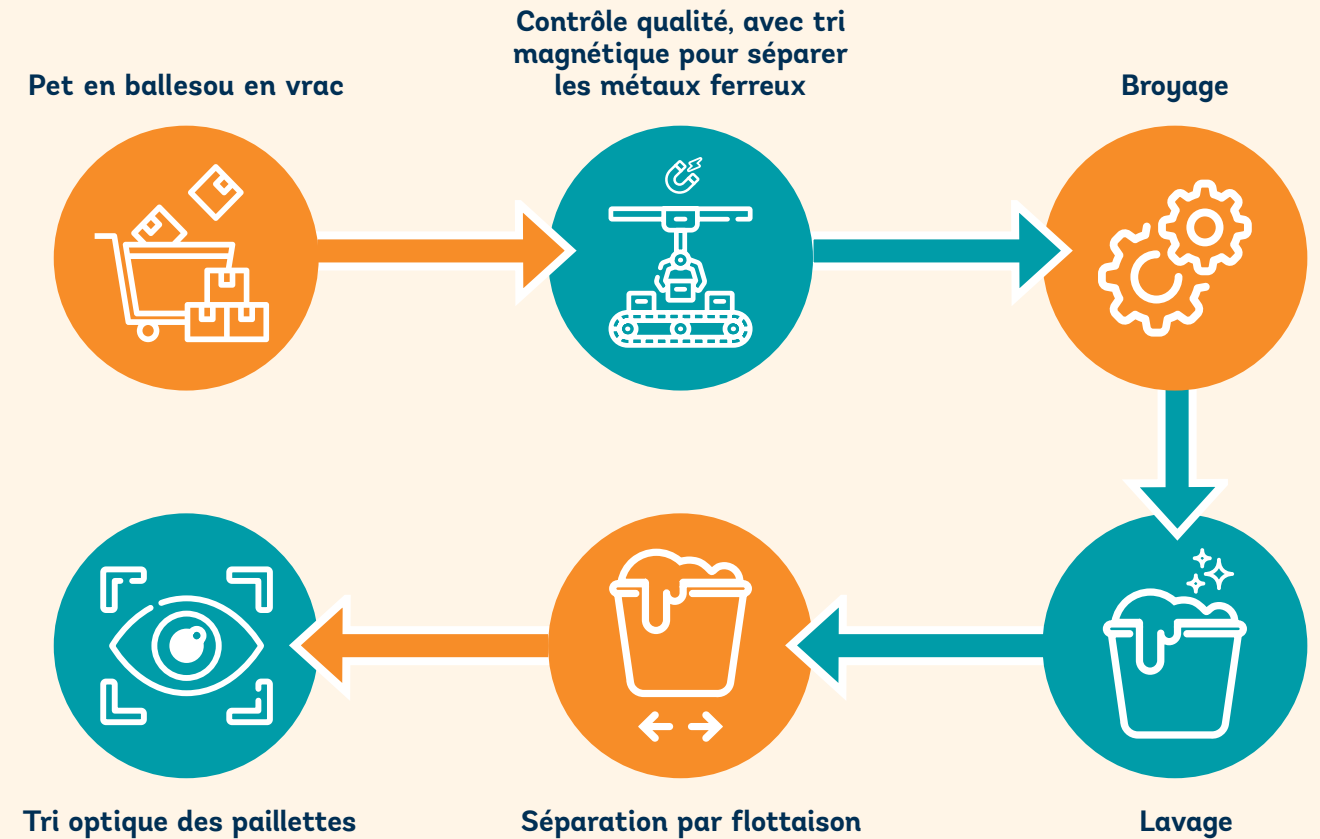 Pet en ballesou en vrac
Contrôle qualité, avec tri
magnétique pour séparer
les métaux ferreux
Broyage
Lavage
Séparation par flottaison
Tri optique des paillettes